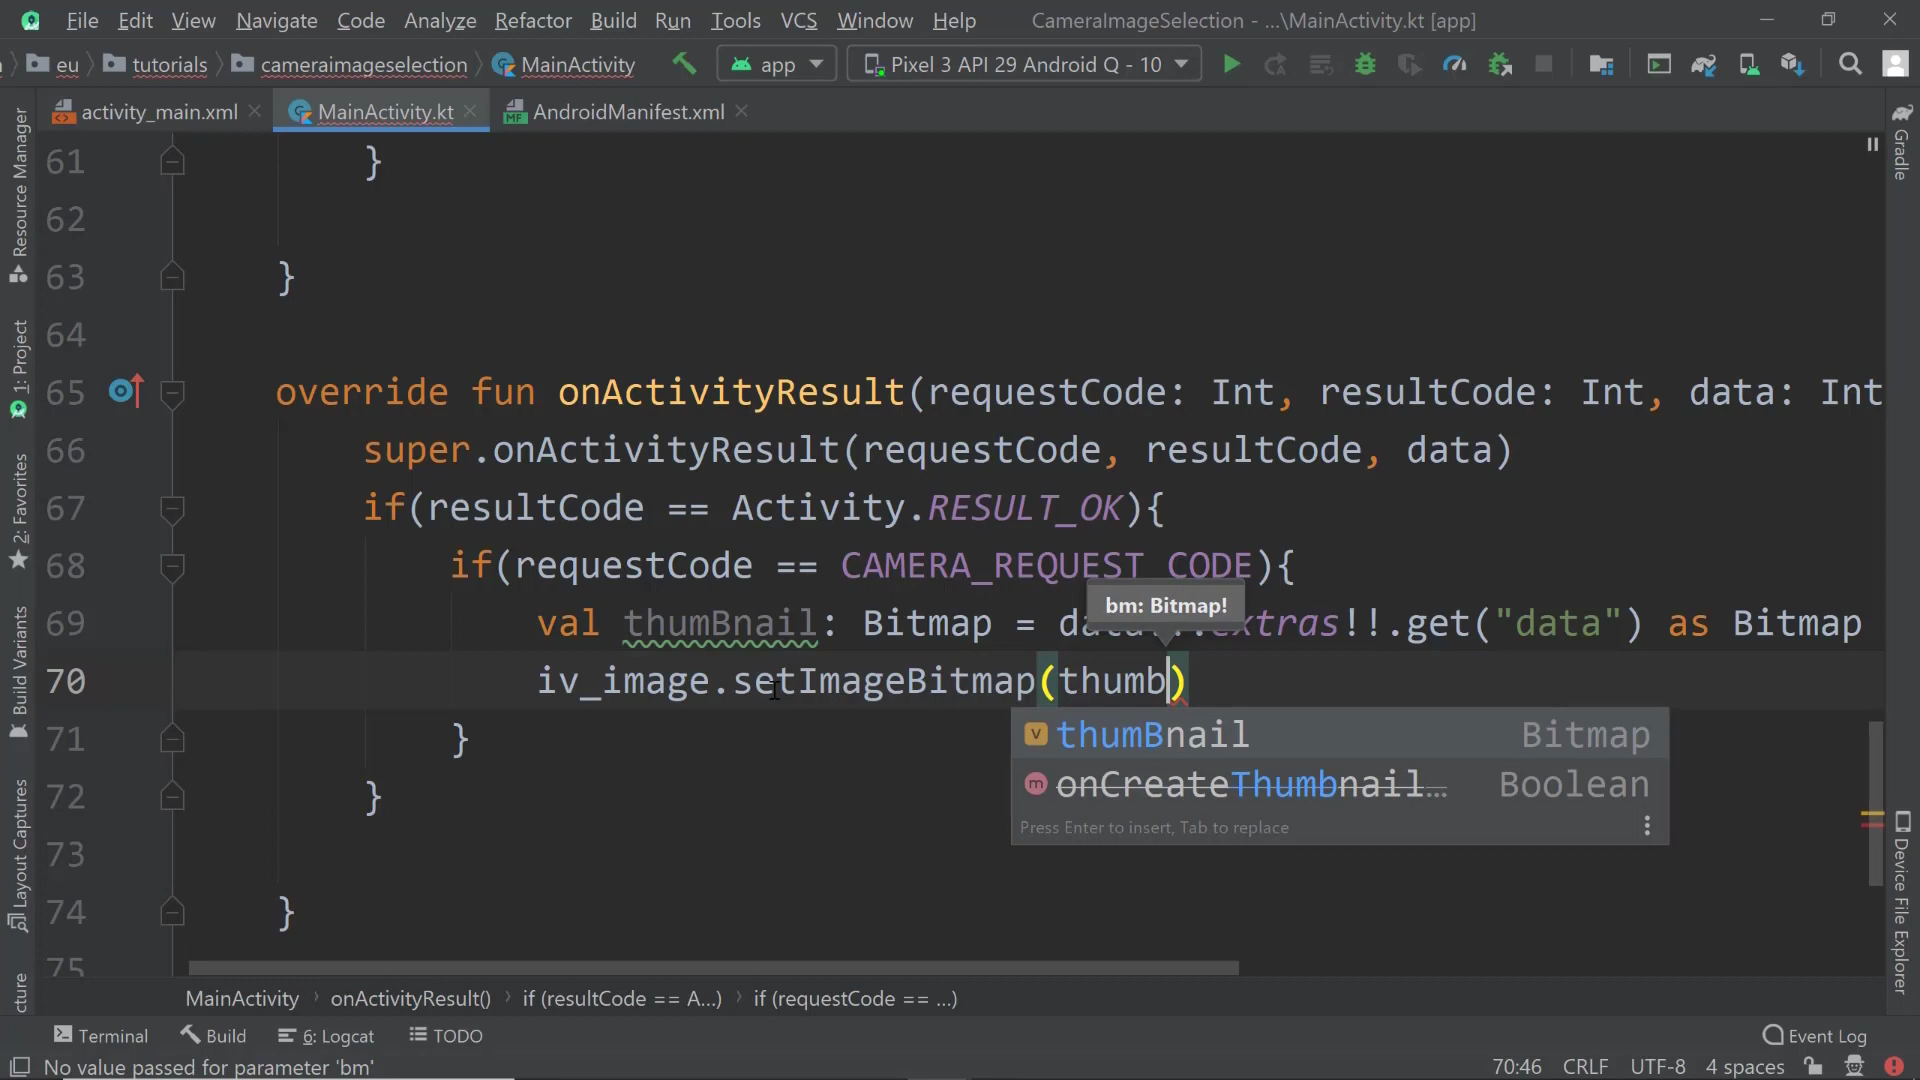 File Edit View Navigate Code Analyze Refactor Build Run Tools VCS Window Help CameraImageSelection - ...\MainActivity.kt [app]
eu tutorials cameraimageselection MainActivity app Pixel 3 API 29 Android Q - 10
activity_main.xml MainActivity.kt AndroidManifest.xml
Resource Manager
1: Project
2: Favorites
Build Variants
Layout Captures
cture
61 }
62
63 }
64
65 override fun onActivityResult(requestCode: Int, resultCode: Int, data: Int
66 super.onActivityResult(requestCode, resultCode, data)
67 if(resultCode == Activity.RESULT_OK){
68 if(requestCode == CAMERA_REQUEST_CODE){
bm: Bitmap!
69 val thumBnail: Bitmap = data!!.extras!!.get("data") as Bitmap
70 iv_image.setImageBitmap(thumb)
thumBnail Bitmap
71 }
onCreateThumbnail... Boolean
72 }
Press Enter to insert, Tab to replace
73
74 }
75
Gradle
Device File Explorer
MainActivity onActivityResult() if (resultCode == A...) if (requestCode == ...)
Terminal Build 6: Logcat TODO Event Log
No value passed for parameter 'bm' 70:46 CRLF UTF-8 4 spaces